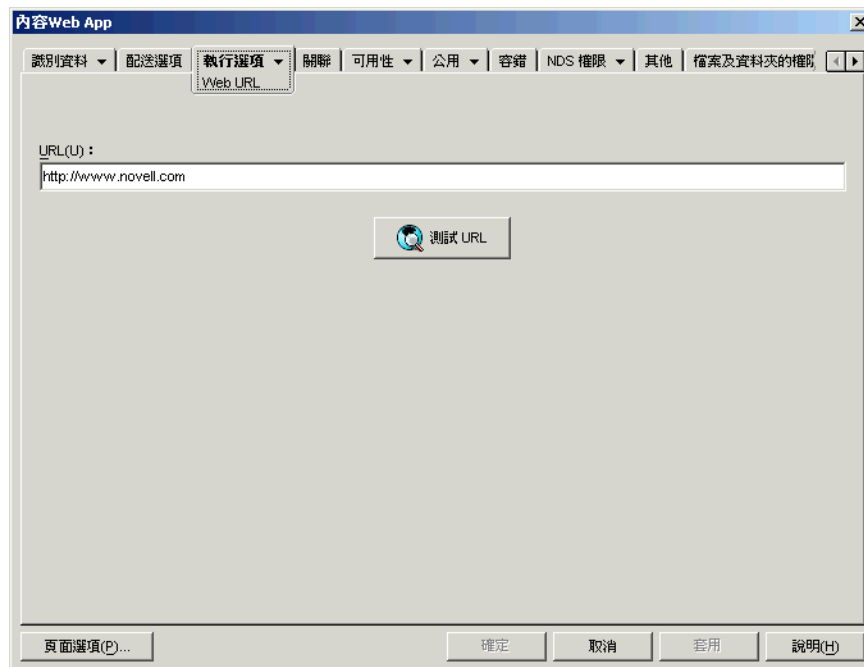 內容Web App
識別資料 配送選項 執行選項 關聯 可用性 公用 容錯 NDS 權限 其他 檔案及資料夾的權
Web URL
URL(U)：
http://www.novell.com
測試 URL
頁面選項(P)... 確定 取消 套用 說明(H)